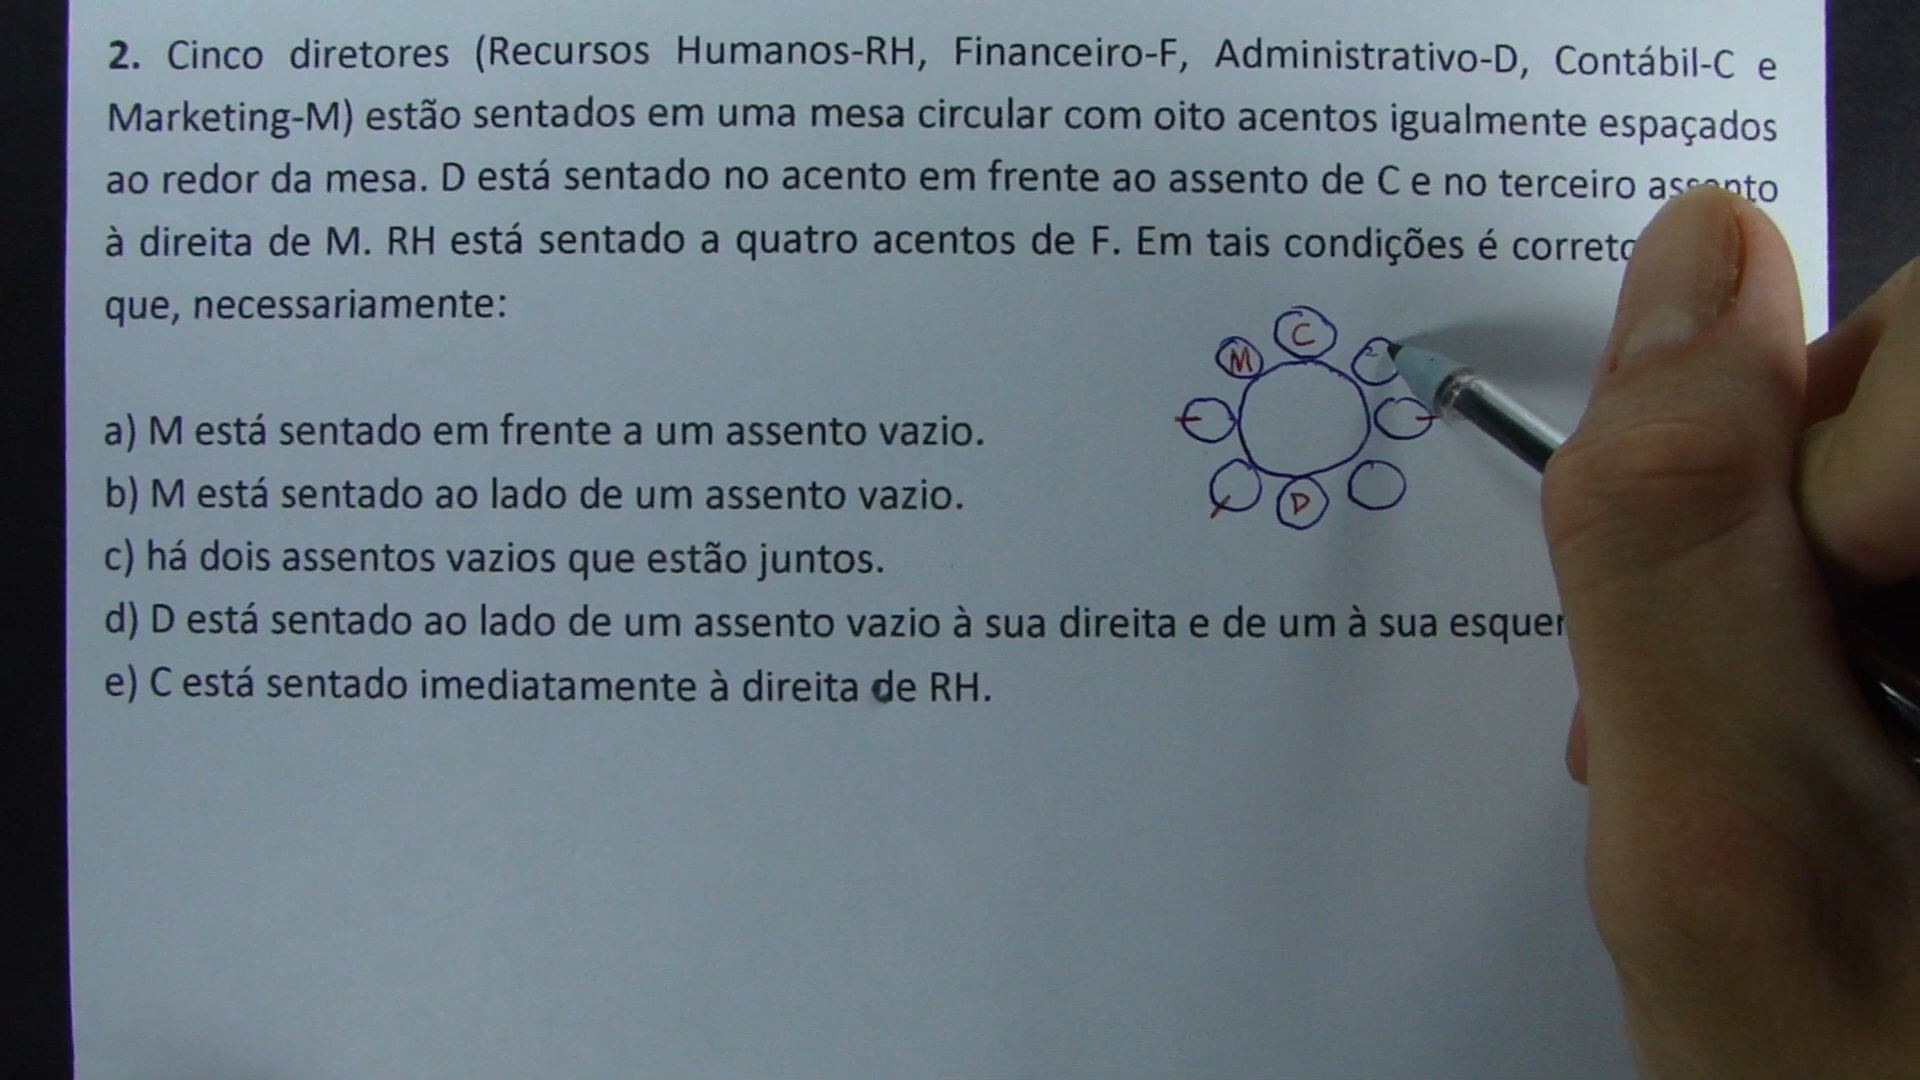 2. Cinco diretores (Recursos Humanos-RH, Financeiro-F, Administrativo-D, Contábil-C e
Marketing-M) estão sentados em uma mesa circular com oito acentos igualmente espaçados
ao redor da mesa. D está sentado no acento em frente ao assento de C e no terceiro assento
à direita de M. RH está sentado a quatro acentos de F. Em tais condições é correto
que, necessariamente:
C
M
D
a) M está sentado em frente a um assento vazio.
b) M está sentado ao lado de um assento vazio.
c) há dois assentos vazios que estão juntos.
d) D está sentado ao lado de um assento vazio à sua direita e de um à sua
e) C está sentado imediatamente à direita de RH.